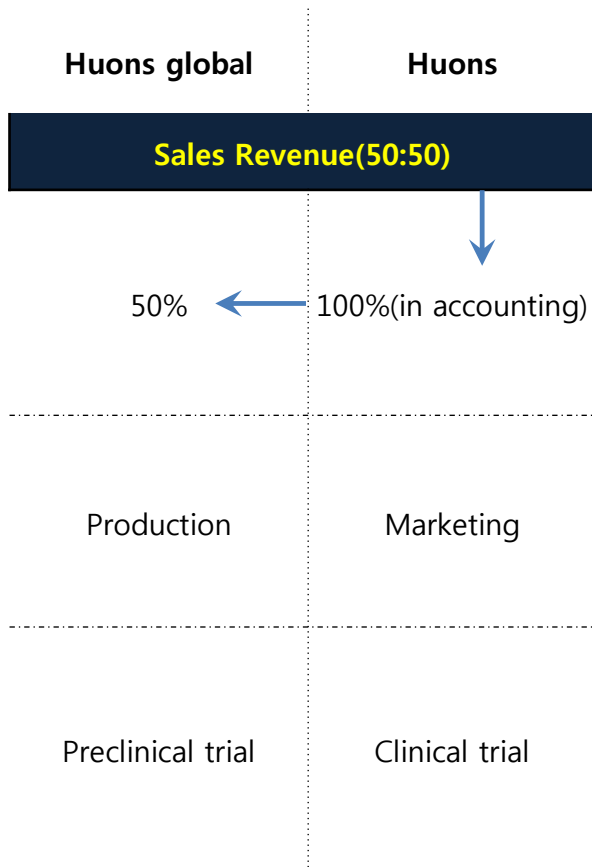 Huons global
Huons
Sales Revenue(50:50)
50%
100%(in accounting)
Production
Marketing
Preclinical trial
Clinical trial